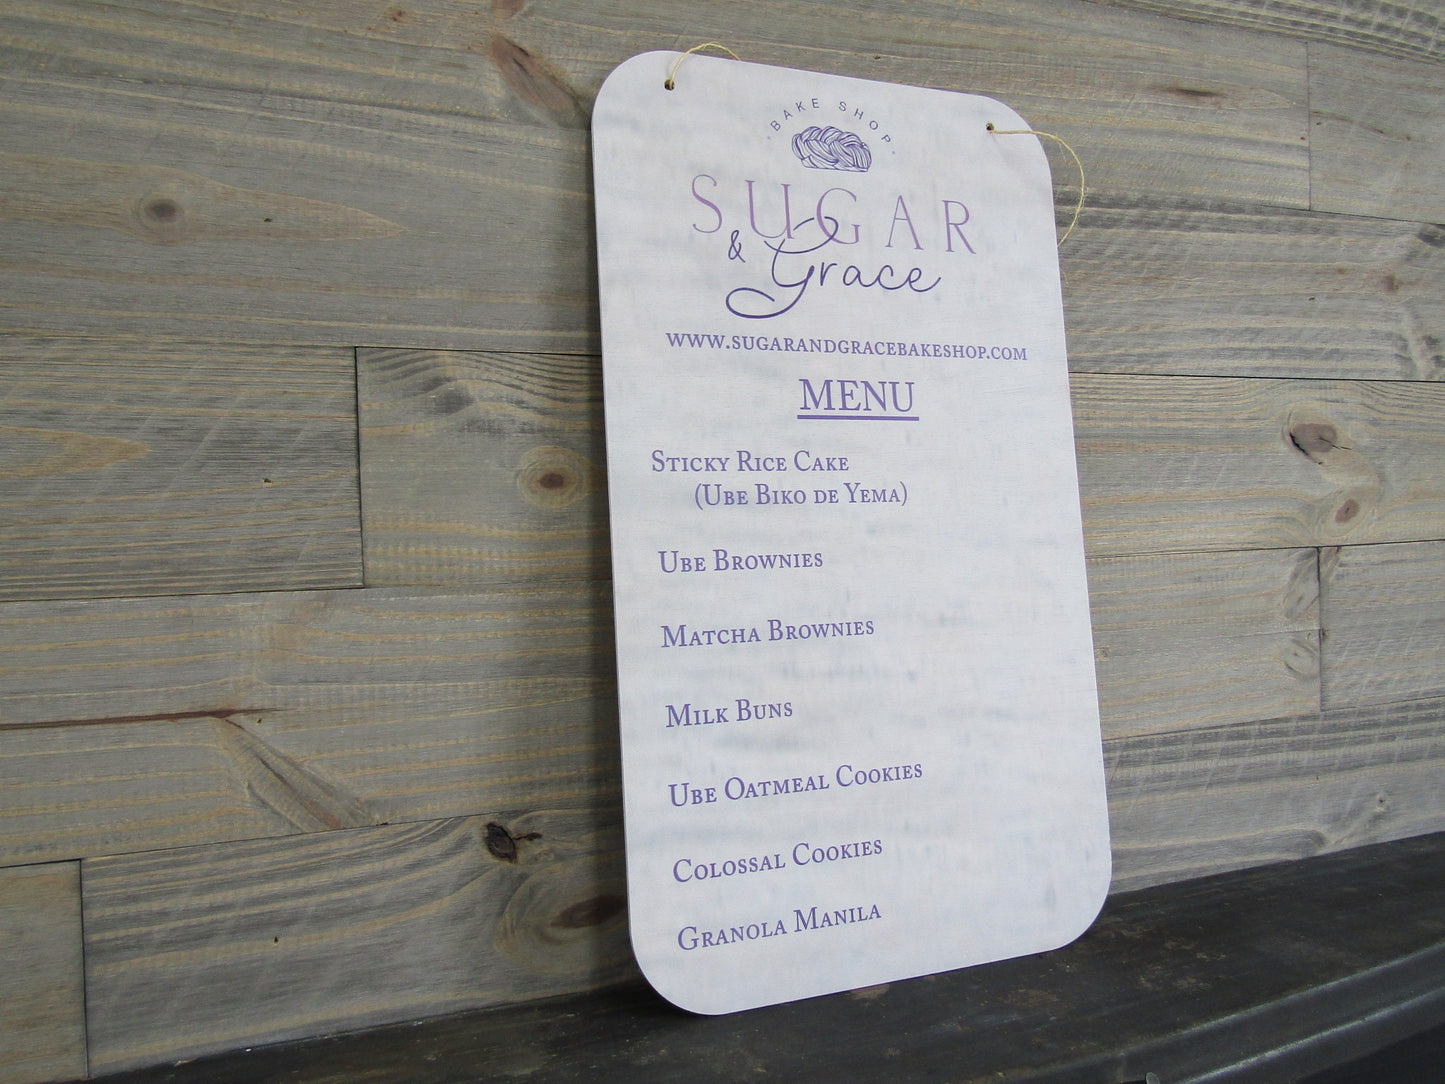 BAKE SHOP
SUGAR
& Grace
WWW.SUGARANDGRACEBAKESHOP.COM
MENU
STICKY RICE CAKE
(UBE BIKO DE YEMA)
UBE BROWNIES
MATCHA BROWNIES
MILK BUNS
UBE OATMEAL COOKIES
COLOSSAL COOKIES
GRANOLA MANILA